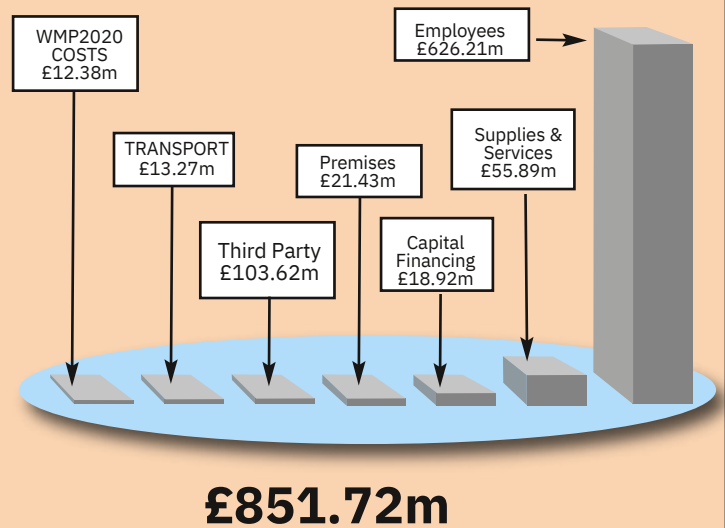 WMP2020
COSTS
£12.38m
TRANSPORT
£13.27m
Third Party
£103.62m
Premises
£21.43m
Capital
Financing
£18.92m
Supplies &
Services
£55.89m
Employees
£626.21m
£851.72m